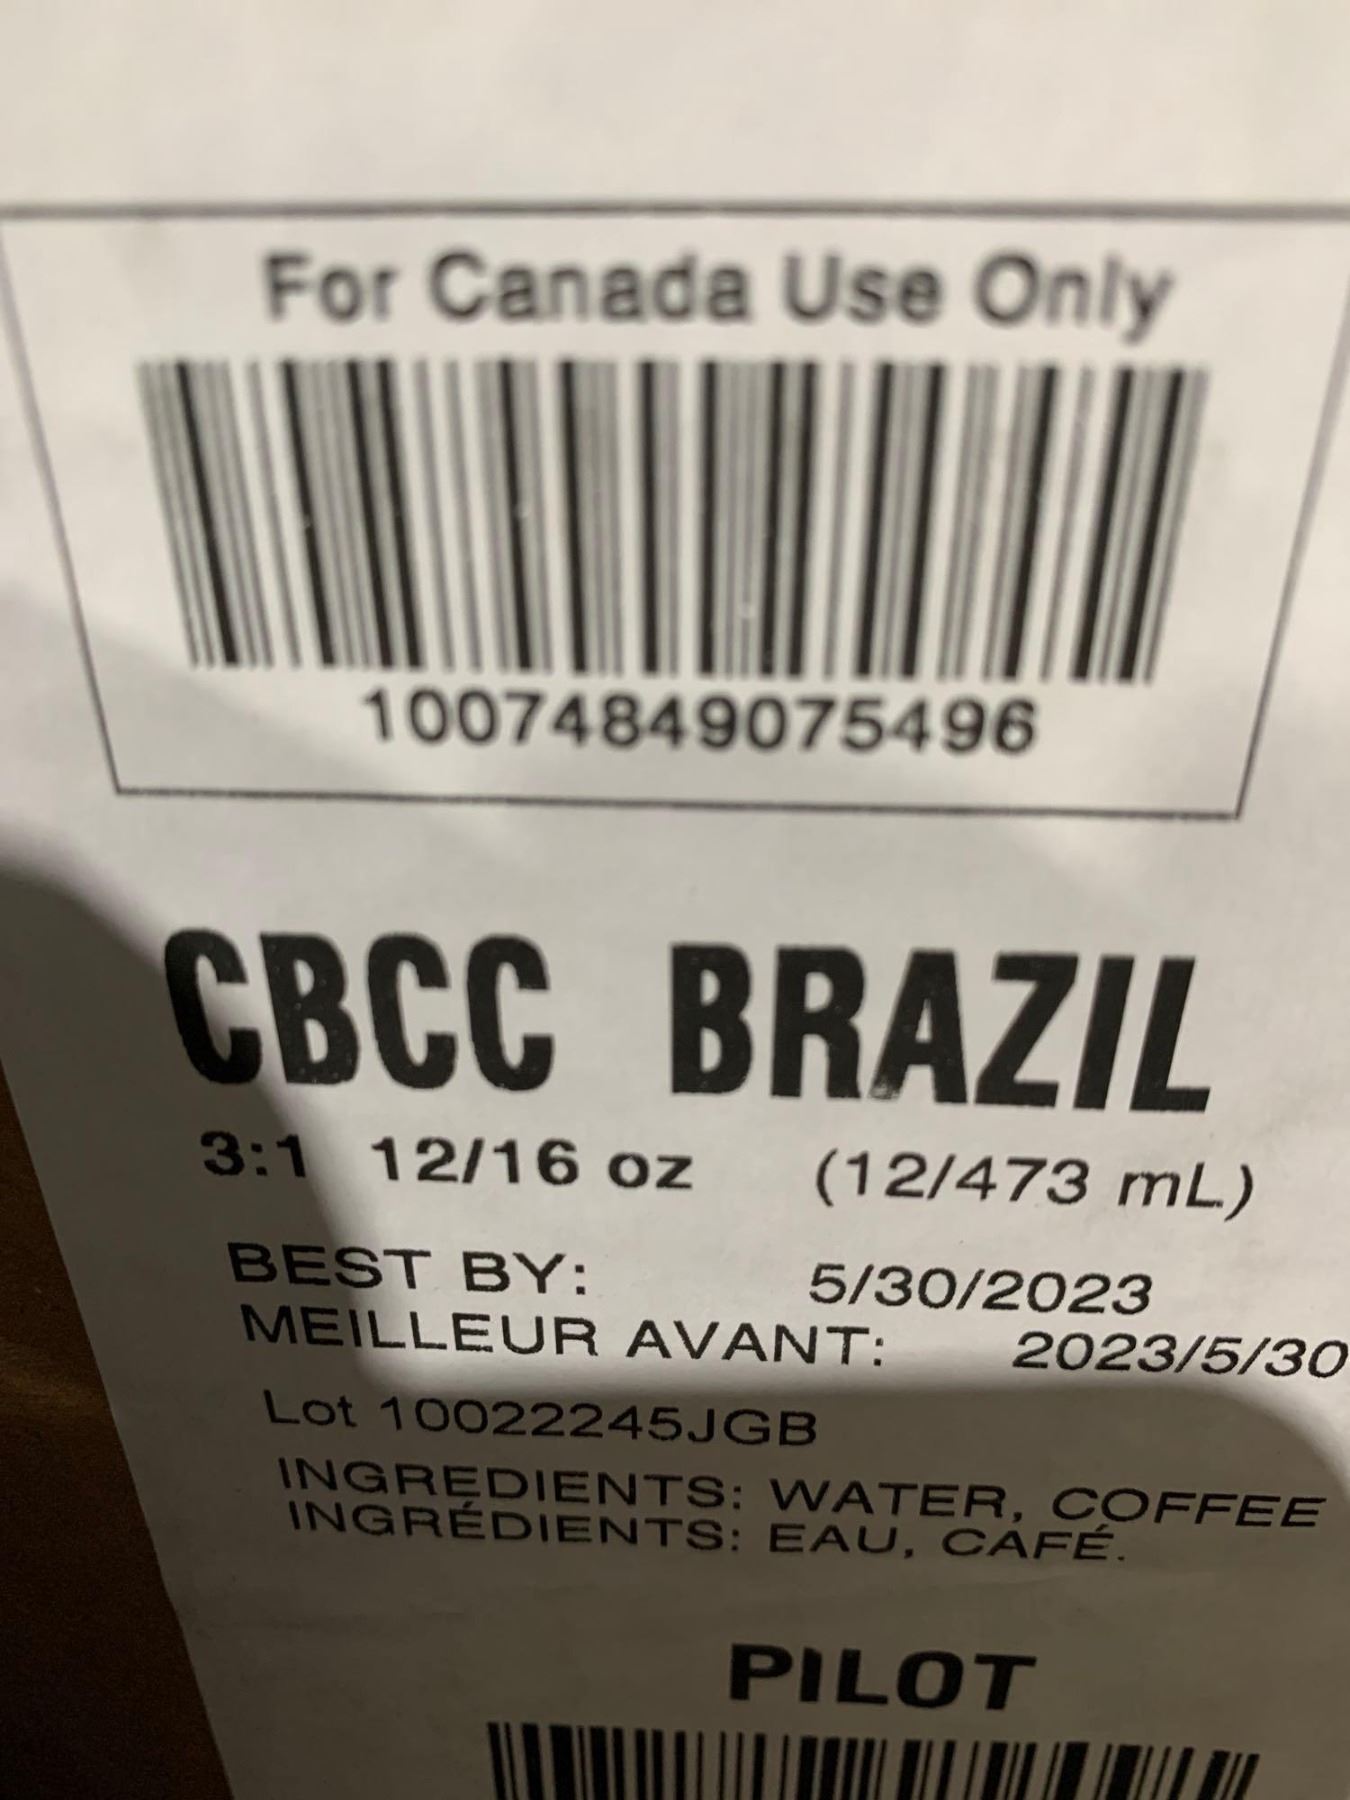 For Canada Use Only
10074849075496
CBCC BRAZIL
3:1 12/16 oz (12/473 mL)
BEST BY: 5/30/2023
MEILLEUR AVANT: 2023/5/30
Lot 10022245JGB
INGREDIENTS: WATER, COFFEE
INGRÉDIENTS: EAU, CAFÉ.
PILOT